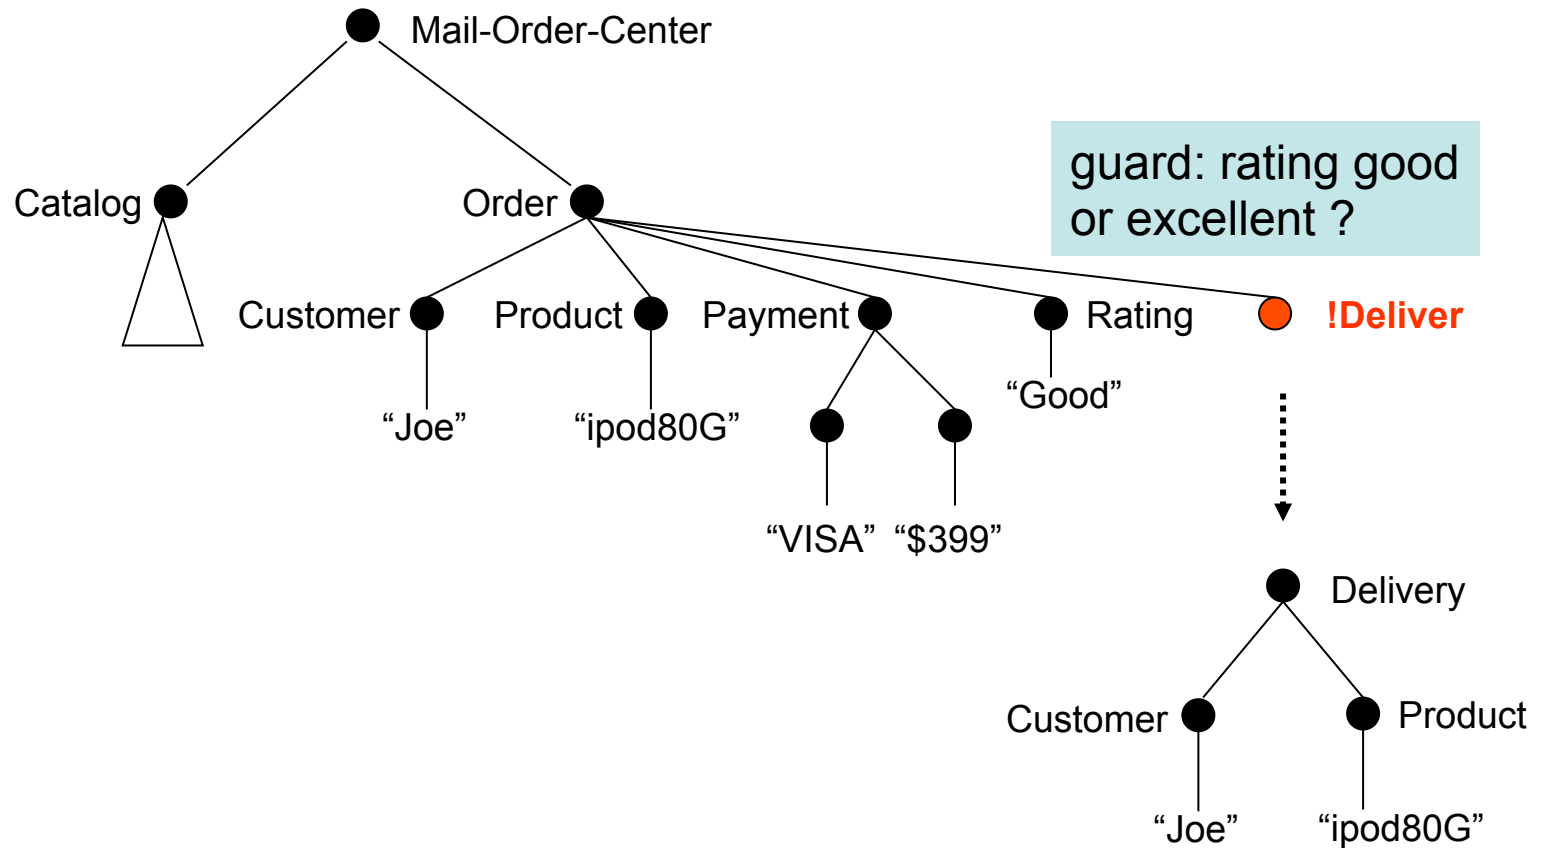 Mail-Order-Center
guard: rating good
or excellent ?
Catalog
Order
Customer
Product
Payment
Rating
!Deliver
“Good”
“Joe”
“ipod80G”
“VISA”
“$399”
Delivery
Customer
Product
“Joe”
“ipod80G”